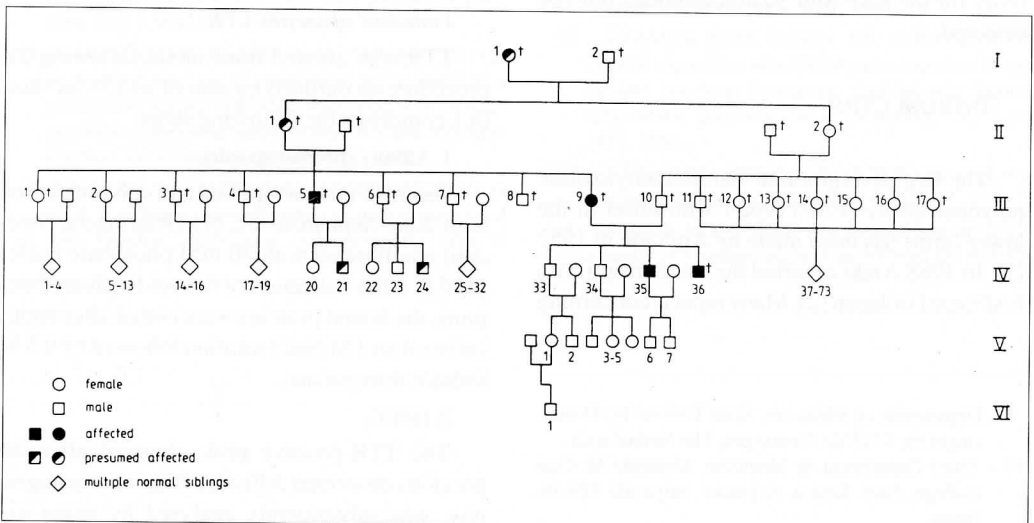 1 † 2 † I
1 † † † 2 † II
1 † 2 † 3 † 4 † 5 † 6 † 7 † 8 9 † 10 † 11 † 12 † 13 † 14 † 15 16 17 † III
† IV
1-4 5-13 14-16 17-19 20 21 22 23 24 25-32 33 34 35 36 37-73
V
1 2 3-5 6 7
VI
1
female
male
affected
presumed affected
multiple normal siblings